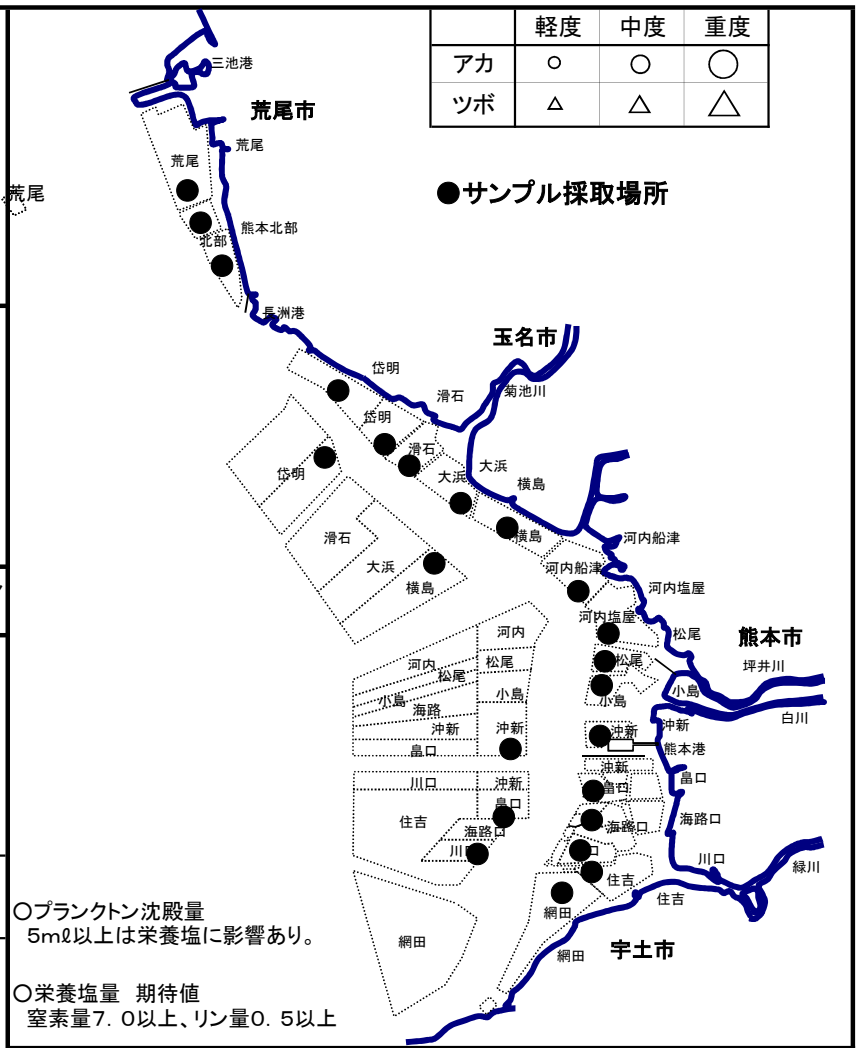 軽度 中度 重度
アカ
ツボ
三池港
荒尾市
荒尾
荒尾
荒尾
●サンプル採取場所
熊本北部
北部
長洲港
玉名市
岱明
滑石
菊池川
岱明
滑石
大浜
大浜
横島
岱明
横島
滑石
大浜
横島
河内船津
河内船津
河内塩屋
河内塩屋
松尾
熊本市
坪井川
河内
河内
松尾
松尾
松尾
小島
小島
小島
小島
白川
海路
沖新
沖新
沖新
沖新
畠口
熊本港
沖新
川口
沖新
畠口
畠口
畠口
住吉
海路口
海路口
海路口
川口
川口
緑川
住吉
住吉
○プランクトン沈殿量
5mℓ以上は栄養塩に影響あり。
網田
網田
網田
宇土市
○栄養塩量 期待値
窒素量7.0以上、リン量0.5以上